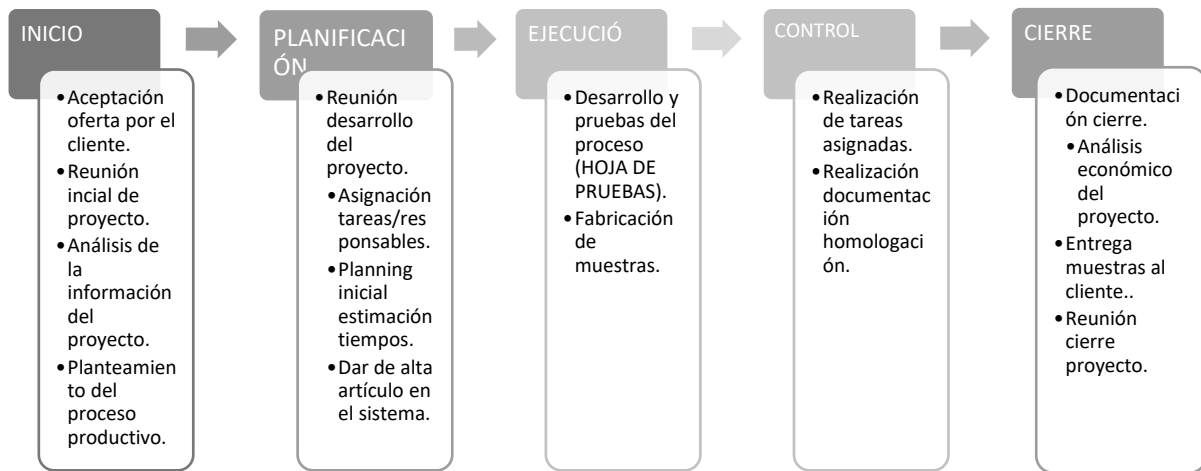 INICIO
•Aceptación
oferta por el
cliente.
•Reunión
incial de
proyecto.
•Análisis de
la
información
del
proyecto.
•Planteamien
to del
proceso
productivo.
PLANIFICACI
ÓN
•Reunión
desarrollo
del
proyecto.
•Asignación
tareas/res
ponsables.
•Planning
inicial
estimación
tiempos.
•Dar de alta
artículo en
el sistema.
EJECUCIÓ
•Desarrollo y
pruebas del
proceso
(HOJA DE
PRUEBAS).
•Fabricación
de
muestras.
CONTROL
•Realización
de tareas
asignadas.
•Realización
documentac
ión
homologaci
ón.
CIERRE
•Documentaci
ón cierre.
•Análisis
económico
del
proyecto.
•Entrega
muestras al
cliente..
•Reunión
cierre
proyecto.